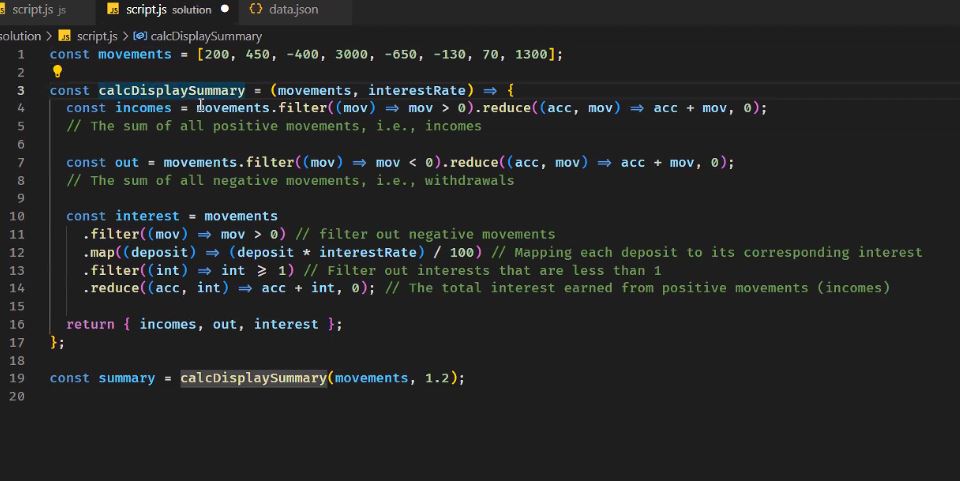 script.js js script.js solution data.json
solution > script.js > calcDisplaySummary
1 const movements = [200, 450, -400, 3000, -650, -130, 70, 1300];
2
3 const calcDisplaySummary = (movements, interestRate) ⇒ {
4 const incomes = movements.filter((mov) ⇒ mov > 0).reduce((acc, mov) ⇒ acc + mov, 0);
5 // The sum of all positive movements, i.e., incomes
6
7 const out = movements.filter((mov) ⇒ mov < 0).reduce((acc, mov) ⇒ acc + mov, 0);
8 // The sum of all negative movements, i.e., withdrawals
9
10 const interest = movements
11 .filter((mov) ⇒ mov > 0) // filter out negative movements
12 .map((deposit) ⇒ (deposit * interestRate) / 100) // Mapping each deposit to its corresponding interest
13 .filter((int) ⇒ int ≥ 1) // Filter out interests that are less than 1
14 .reduce((acc, int) ⇒ acc + int, 0); // The total interest earned from positive movements (incomes)
15
16 return { incomes, out, interest };
17 };
18
19 const summary = calcDisplaySummary(movements, 1.2);
20